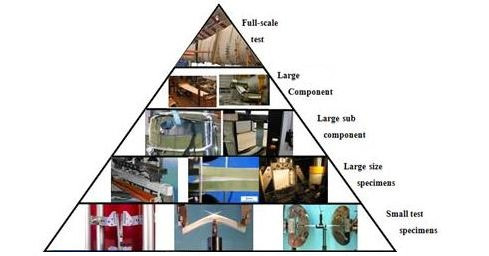 Full-scale
test
Large
Component
Large sub
component
Large size
specimens
Small test
specimens